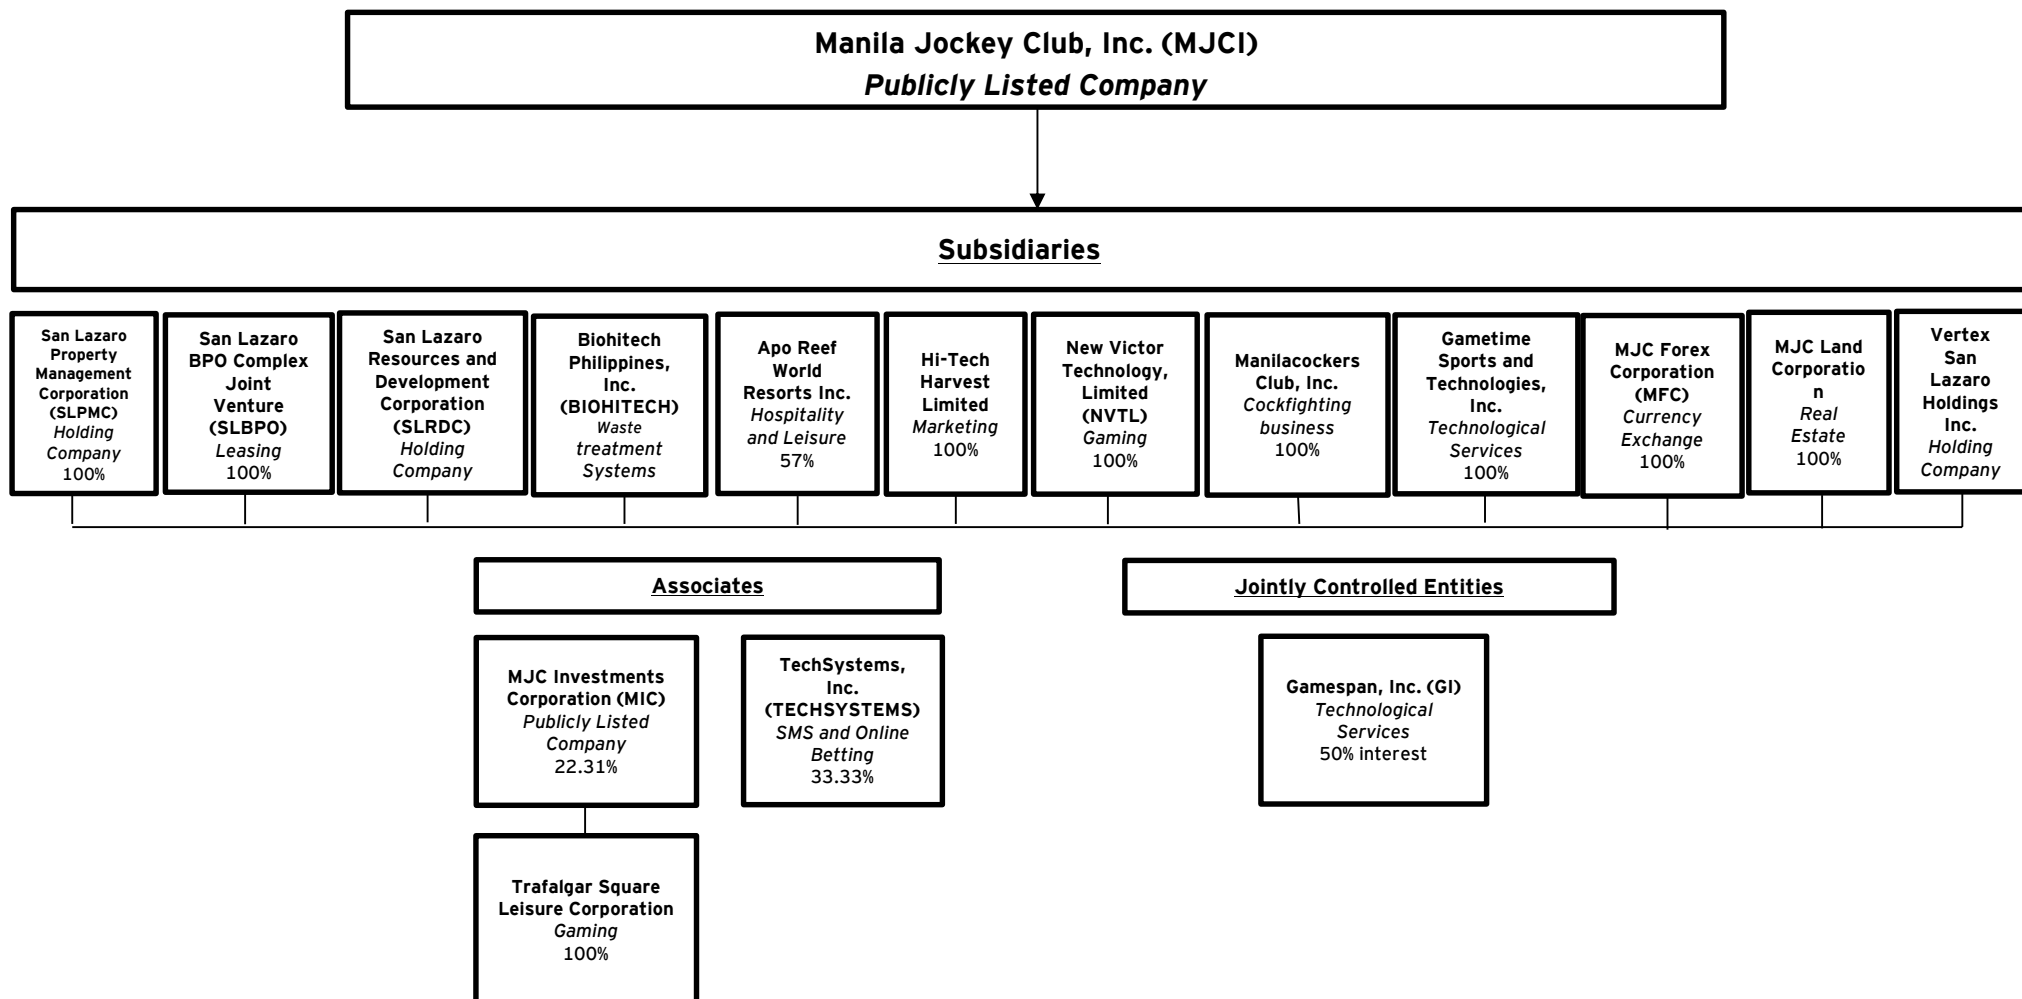 Manila Jockey Club, Inc. (MJCI)
Publicly Listed Company
Subsidiaries
San Lazaro
Property
Management
Corporation
(SLPMC)
Holding
Company
100%
San Lazaro
BPO Complex
Joint
Venture
(SLBPO)
Leasing
100%
San Lazaro
Resources and
Development
Corporation
(SLRDC)
Holding
Company
Biohitech
Philippines,
Inc.
(BIOHITECH)
Waste
treatment
Systems
Apo Reef
World
Resorts Inc.
Hospitality
and Leisure
57%
Hi-Tech
Harvest
Limited
Marketing
100%
New Victor
Technology,
Limited
(NVTL)
Gaming
100%
Manilacockers
Club, Inc.
Cockfighting
business
100%
Gametime
Sports and
Technologies,
Inc.
Technological
Services
100%
MJC Forex
Corporation
(MFC)
Currency
Exchange
100%
MJC Land
Corporatio
n
Real
Estate
100%
Vertex
San
Lazaro
Holdings
Inc.
Holding
Company
Associates
Jointly Controlled Entities
MJC Investments
Corporation (MIC)
Publicly Listed
Company
22.31%
TechSystems,
Inc.
(TECHSYSTEMS)
SMS and Online
Betting
33.33%
Gamespan, Inc. (GI)
Technological
Services
50% interest
Trafalgar Square
Leisure Corporation
Gaming
100%